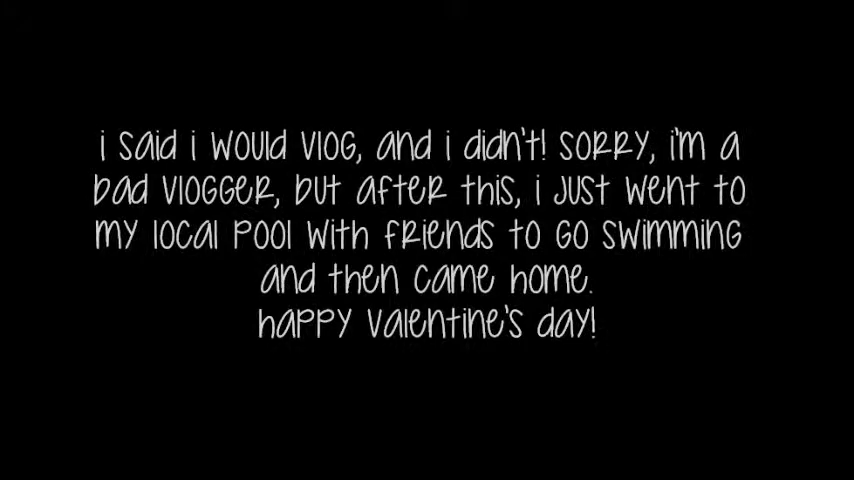 i said i would vlog, and i didn't! sorry, i'm a
bad vlogger, but after this, i just went to
my local pool with friends to go swimming
and then came home.
happy valentine's day!